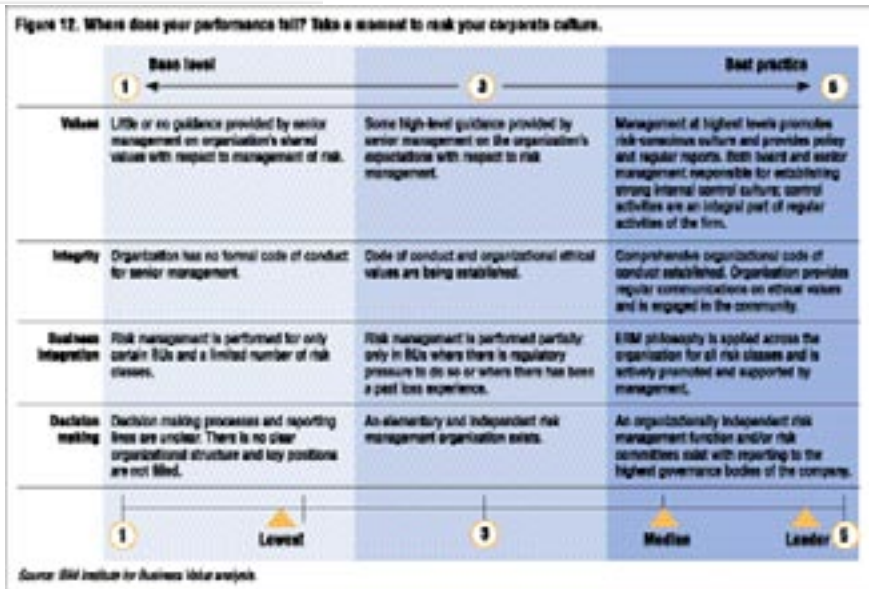 Figure 12. Where does your performance fall? Take a moment to rank your corporate culture.
Base level
Best practice
1
3
5
Values
Little or no guidance provided by senior
management on organization's shared
values with respect to management of risk.
Some high-level guidance provided by
senior management on the organization's
expectations with respect to risk
management.
Management at highest levels promotes
risk-conscious culture and provides policy
and regular reports. Both board and senior
management responsible for establishing
strong internal control culture; control
activities are an integral part of regular
activities of the firm.
Integrity
Organization has no formal code of conduct
for senior management.
Code of conduct and organizational ethical
values are being established.
Comprehensive organizational code of
conduct established. Organization provides
regular communications on ethical values
and is engaged in the community.
Business
integration
Risk management is performed for only
certain BUs and a limited number of risk
classes.
Risk management is performed partially
only in BUs where there is regulatory
pressure to do so or where there has been
a past loss experience.
ERM philosophy is applied across the
organization for all risk classes and is
actively promoted and supported by
management.
Decision
making
Decision making processes and reporting
lines are unclear. There is no clear
organizational structure and key positions
are not filled.
An elementary and independent risk
management organization exists.
An organizationally independent risk
management function and/or risk
committees exist with reporting to the
highest governance bodies of the company.
1
Lowest
3
Median
Leader
5
Source: IBM Institute for Business Value analysis.